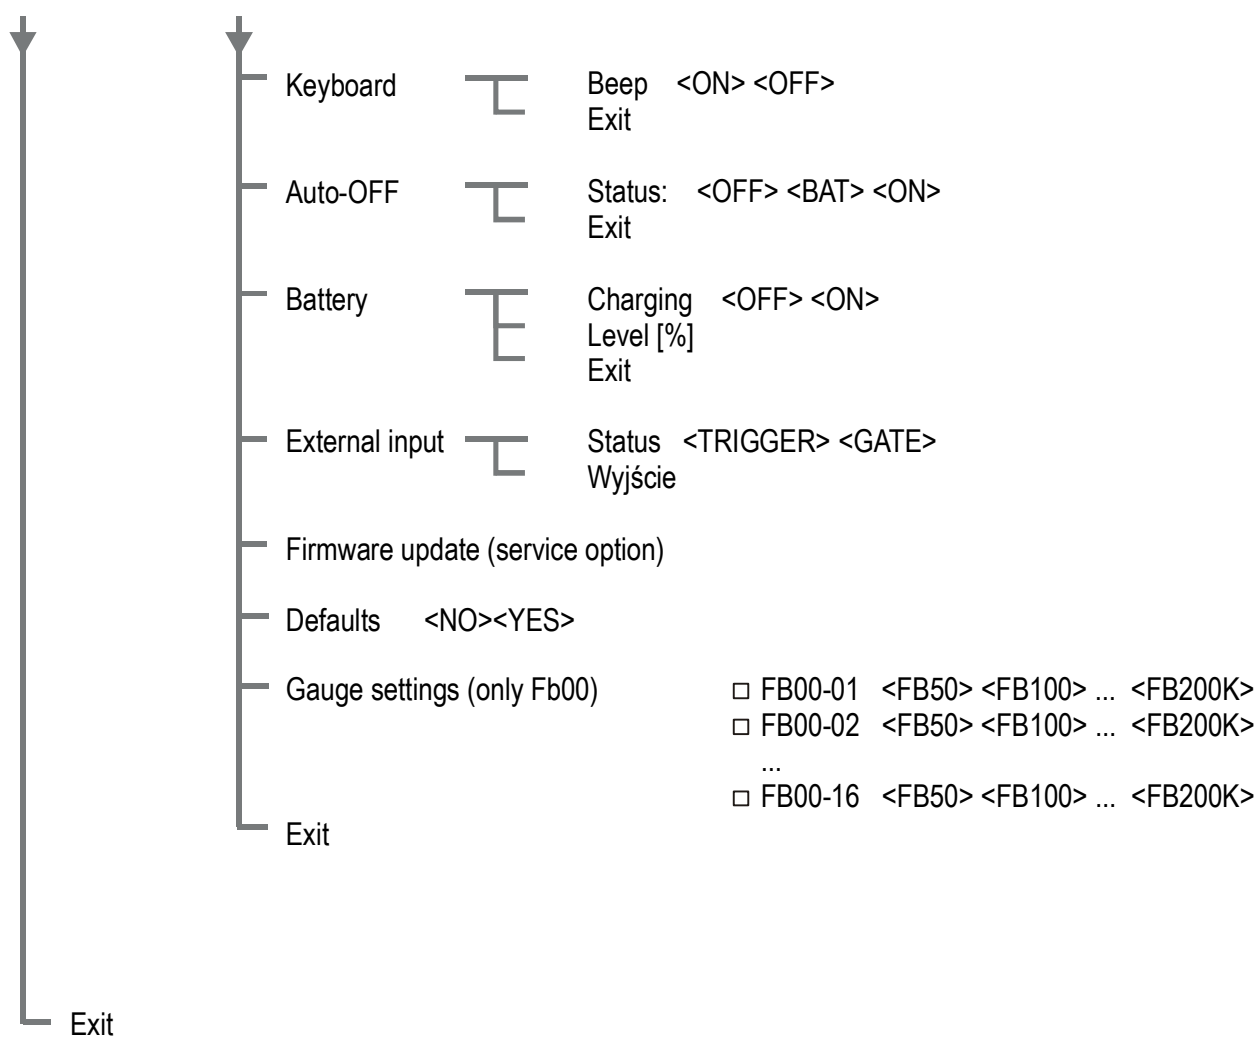 Keyboard Beep <ON> <OFF>
Exit
Auto-OFF Status: <OFF> <BAT> <ON>
Exit
Battery Charging <OFF> <ON>
Level [%]
Exit
External input Status <TRIGGER> <GATE>
Wyjście
Firmware update (service option)
Defaults <NO><YES>
Gauge settings (only Fb00) □ FB00-01 <FB50> <FB100> ... <FB200K>
□ FB00-02 <FB50> <FB100> ... <FB200K>
...
□ FB00-16 <FB50> <FB100> ... <FB200K>
Exit
Exit